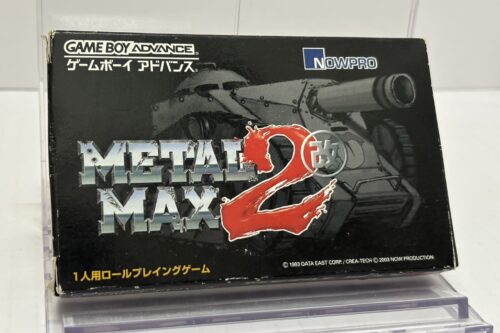 GAME BOY ADVANCE
ゲームボーイ アドバンス
NOWPRO
METAL
MAX 2 改
1人用ロールプレイングゲーム
© 1993 DATA EAST CORP. / CREA-TECH © 2003 NOW PRODUCTION